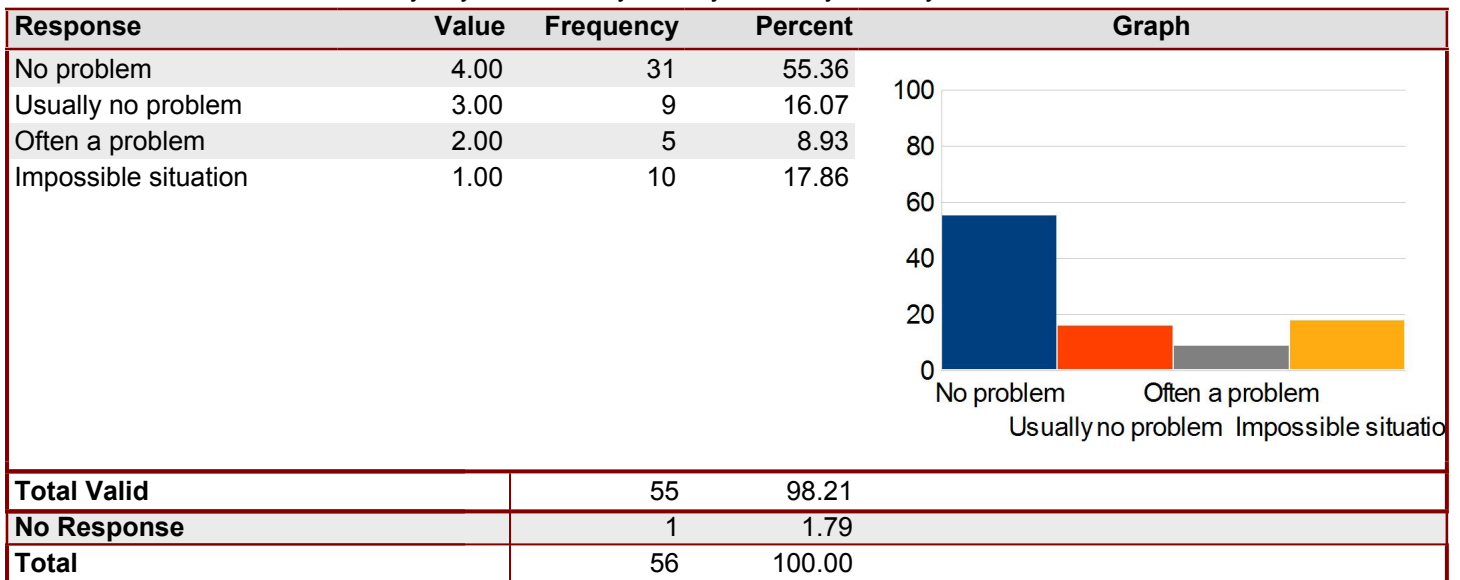 Response Value Frequency Percent Graph
No problem 4.00 31 55.36
Usually no problem 3.00 9 16.07
Often a problem 2.00 5 8.93
Impossible situation 1.00 10 17.86
100
80
60
40
20
0
No problem Often a problem
Usually no problem Impossible situatio
Total Valid 55 98.21
No Response 1 1.79
Total 56 100.00